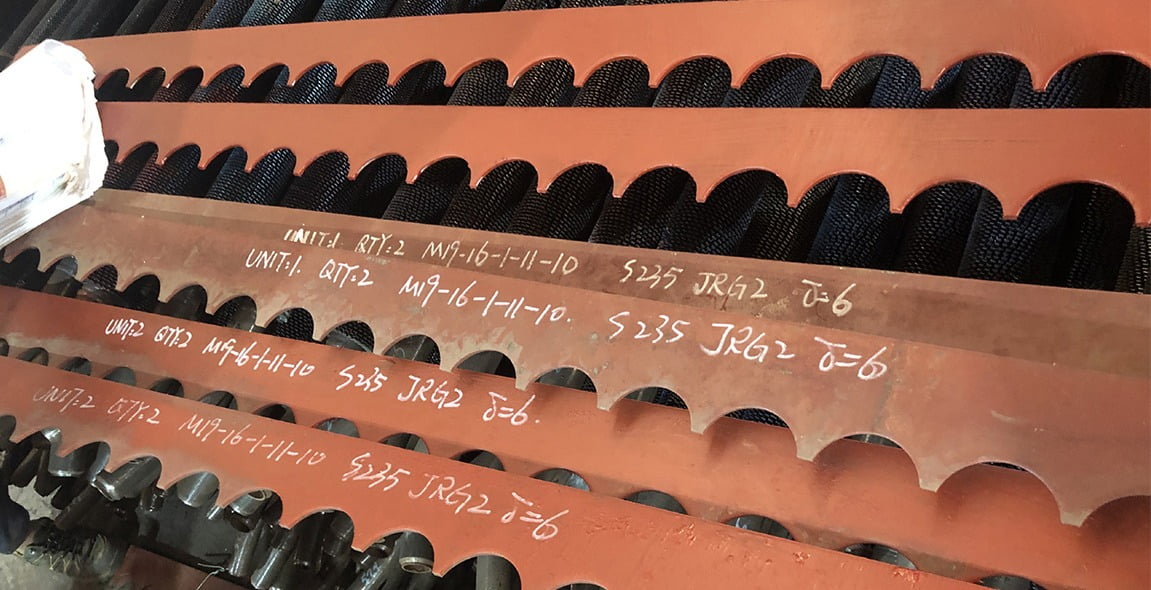 UNIT:1. QTY:2 M19-16-1-11-10 S235 JRG2 δ=6
UNIT:1. QTY:2 M19-16-1-11-10. S235 JRG2 δ=6
UNIT:2 QTY:2 M19-16-1-11-10 S235 JRG2 δ=6.
UNIT:2 QTY:2 M19-16-1-11-10 S235 JRG2 δ=6